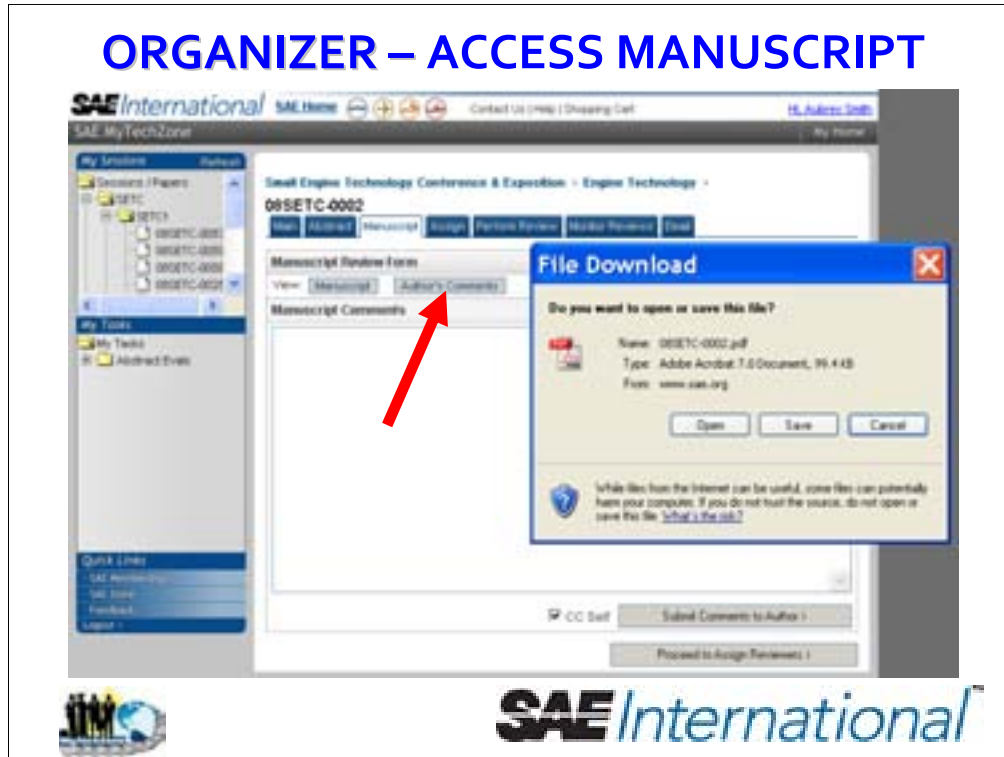 ORGANIZER – ACCESS MANUSCRIPT
SAE International SAE Home Contact Us | Help | Shopping Cart Hi, Aubrey Smith
SAE MyTechZone My Home
My Sessions Refresh
Sessions / Papers
SETC
SETC1
My Tasks
My Tasks
Abstract Evals
Quick Links
SAE Membership
SAE Store
Feedback
Logout ›
Small Engine Technology Conference & Exposition › Engine Technology ›
08SETC-0002
Main Abstract Manuscript Assign Perform Review Monitor Reviews Email
Manuscript Review Form
View: Manuscript Author's Comments
Manuscript Comments
CC Self Submit Comments to Author ›
Proceed to Assign Reviewers ›
File Download
Do you want to open or save this file?
Name: 08SETC-0002.pdf
Type: Adobe Acrobat 7.0 Document, 99.4 KB
From: www.sae.org
Open Save Cancel
While files from the Internet can be useful, some files can potentially
harm your computer. If you do not trust the source, do not open or
save this file. What's the risk?
SAE International